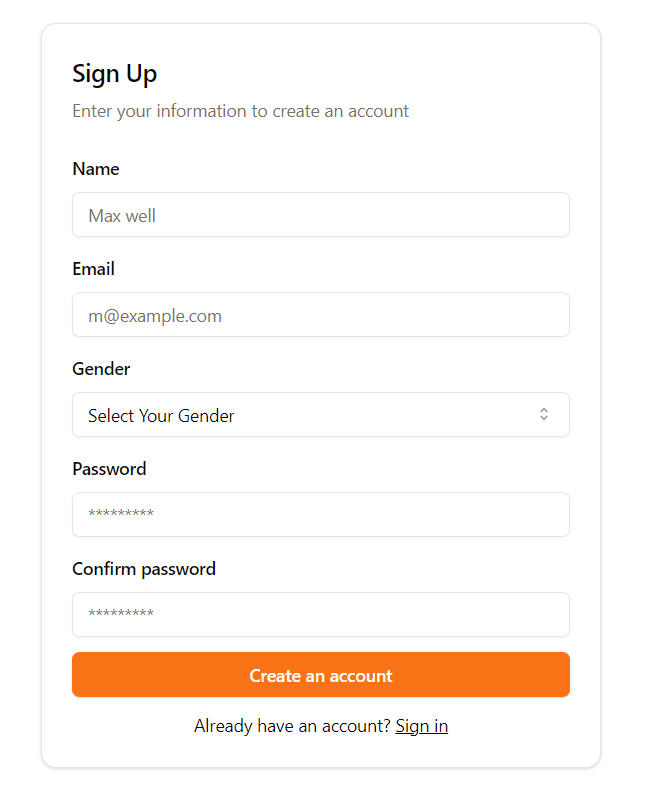 Sign Up
Enter your information to create an account
Name
Max well
Email
m@example.com
Gender
Select Your Gender
Password
*********
Confirm password
*********
Create an account
Already have an account? Sign in